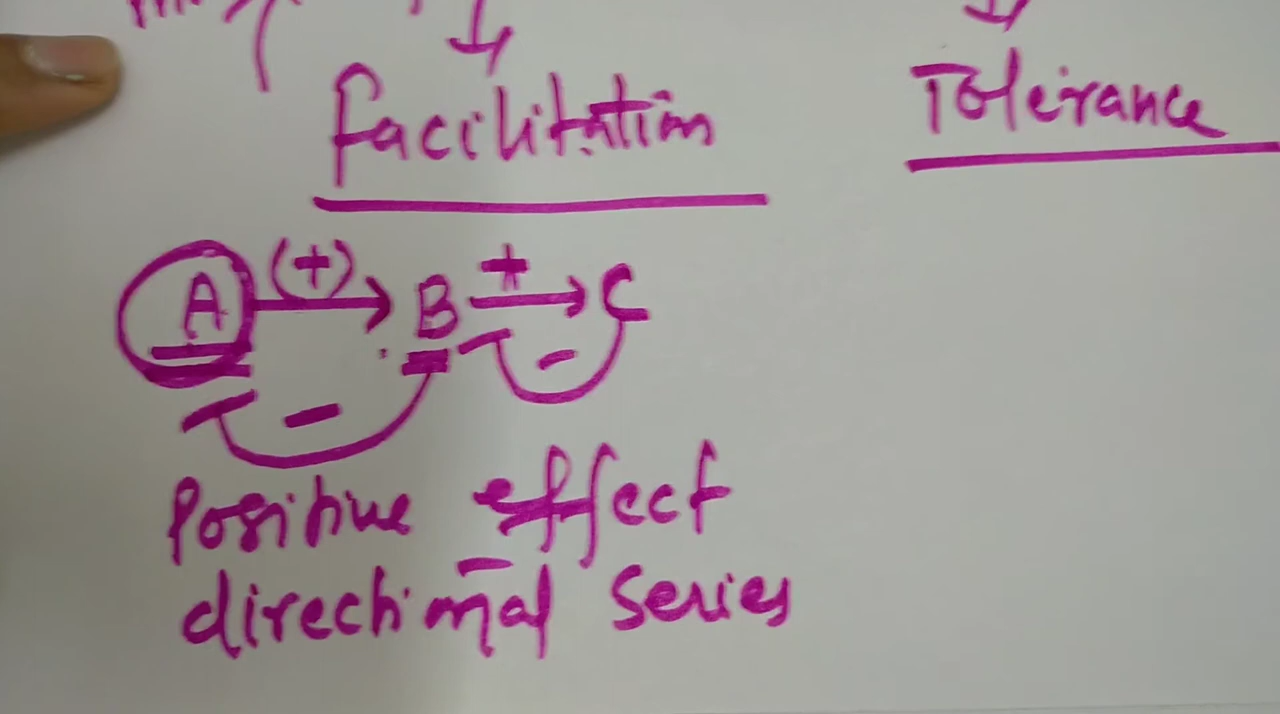 Facilitation
Tolerance
A (+) B + C
-
-
Positive effect
directional series